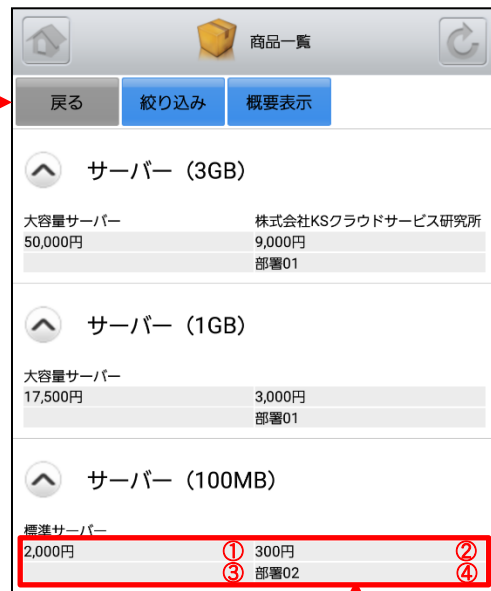 商品一覧
戻る 絞り込み 概要表示
サーバー（3GB）
大容量サーバー 株式会社KSクラウドサービス研究所
50,000円 9,000円
部署01
サーバー（1GB）
大容量サーバー
17,500円 3,000円
部署01
サーバー（100MB）
標準サーバー
2,000円 ① 300円 ②
③ 部署02 ④